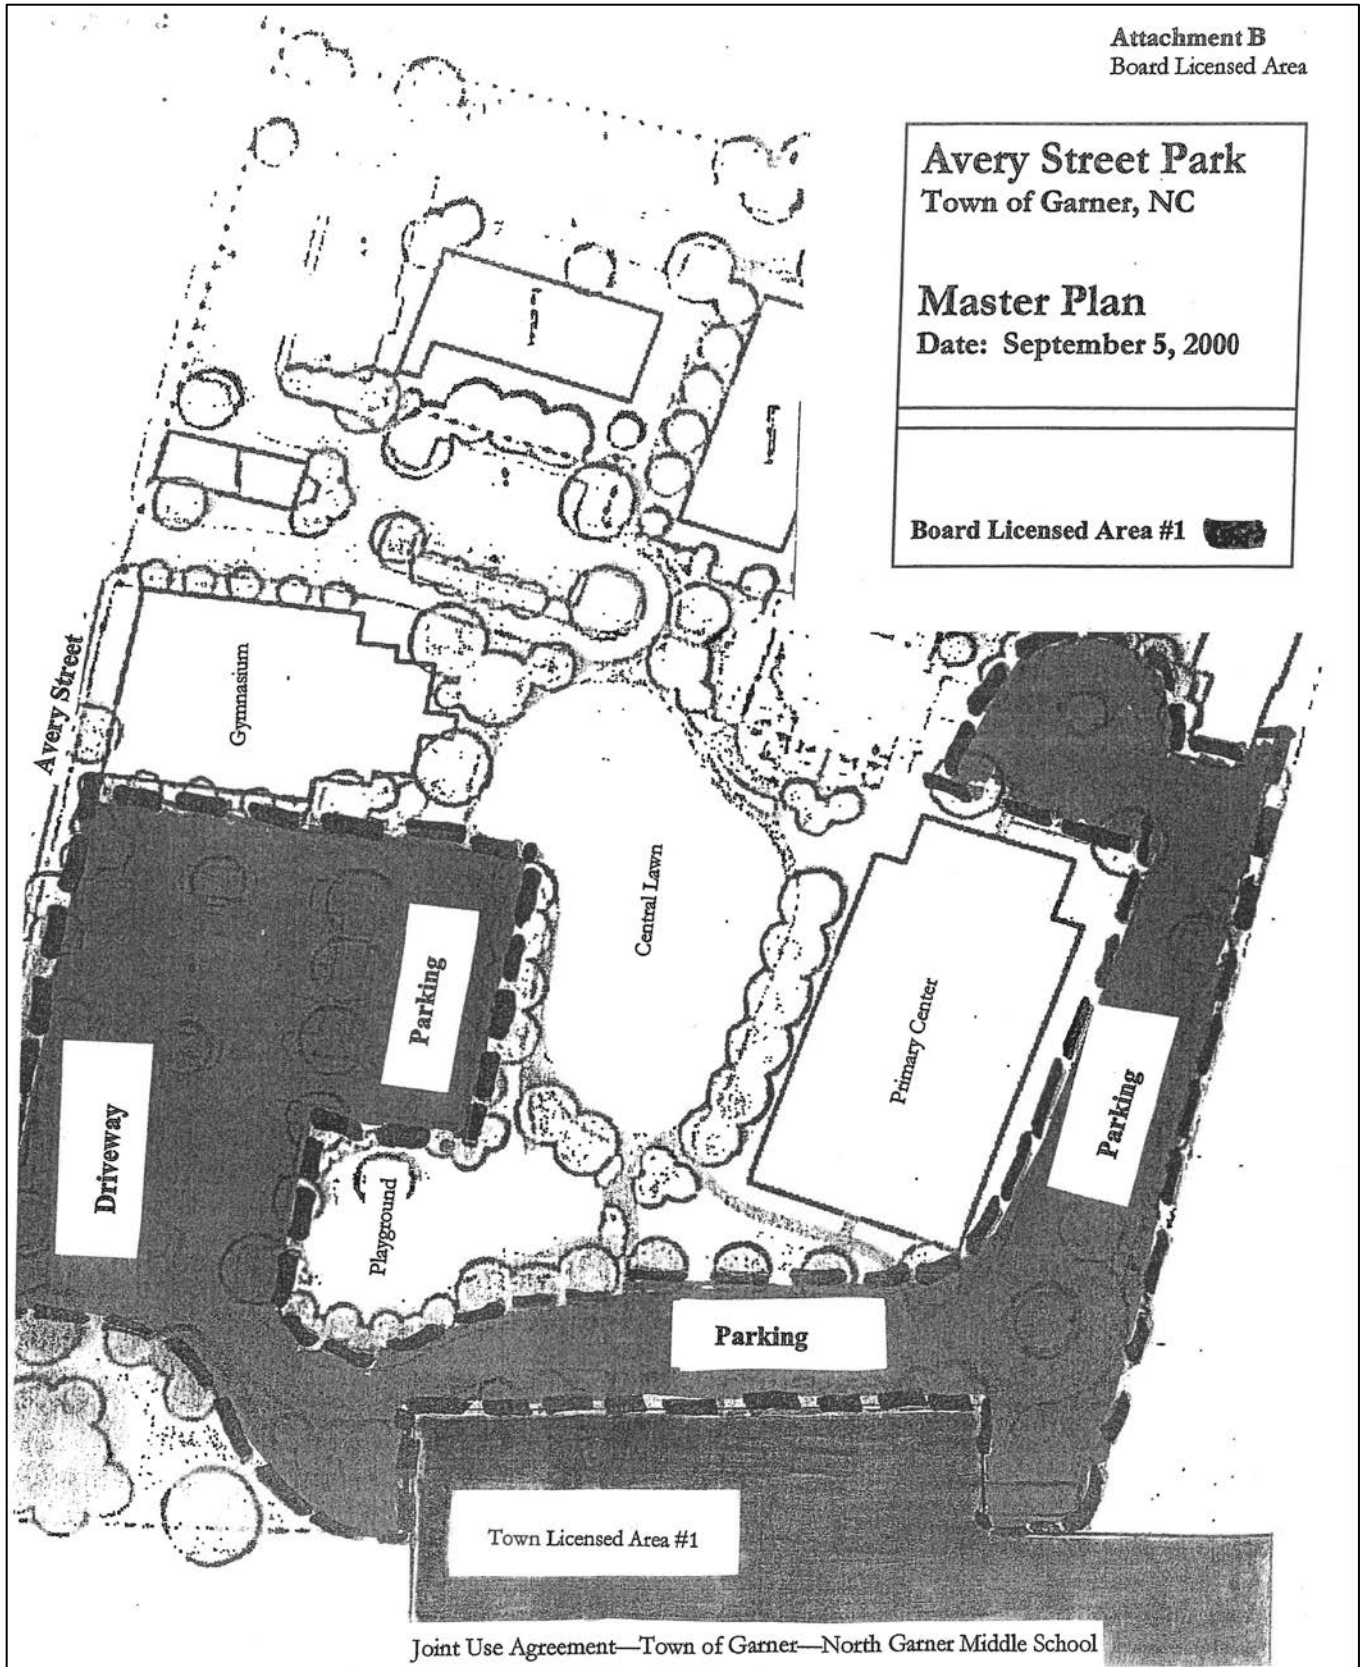 Attachment B
Board Licensed Area
Avery Street Park
Town of Garner, NC
Master Plan
Date: September 5, 2000
Board Licensed Area #1
Avery Street
Gymnasium
Central Lawn
Parking
Primary Center
Driveway
Playground
Parking
Parking
Town Licensed Area #1
Joint Use Agreement—Town of Garner—North Garner Middle School